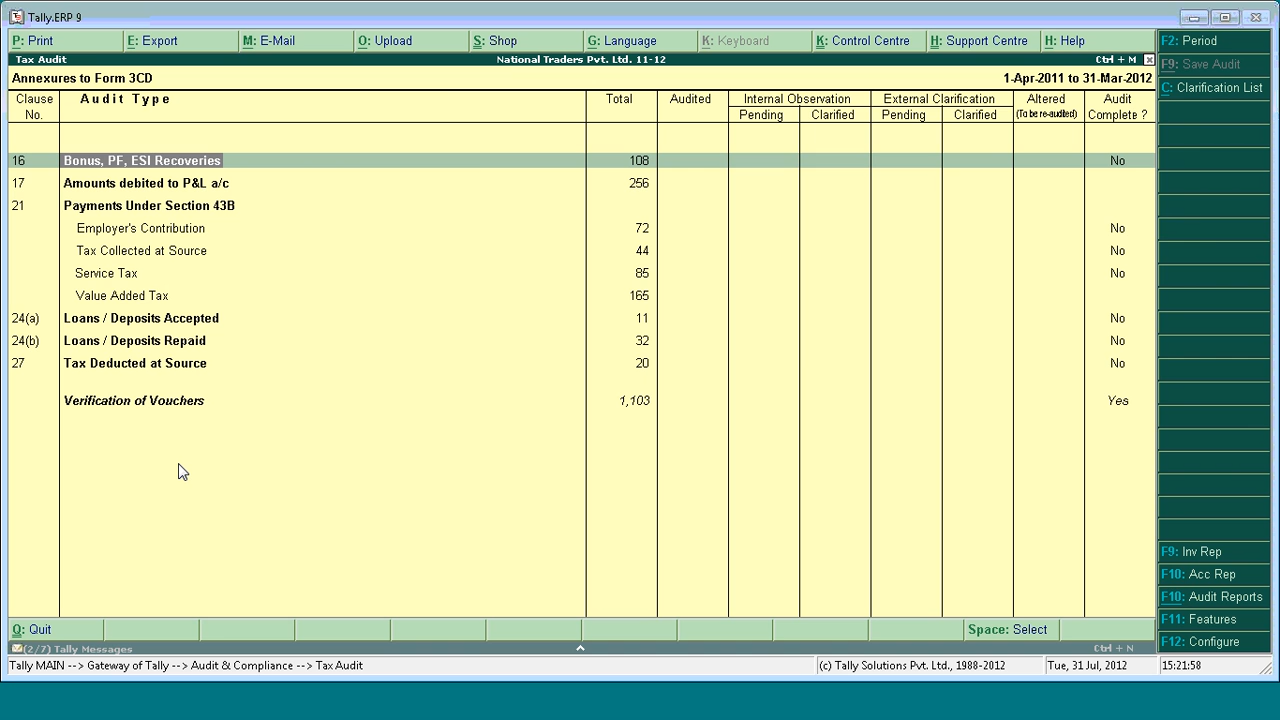 Tally.ERP 9
P: Print E: Export M: E-Mail O: Upload S: Shop G: Language K: Keyboard K: Control Centre H: Support Centre H: Help
Tax Audit National Traders Pvt. Ltd. 11-12 Ctrl + M
Annexures to Form 3CD 1-Apr-2011 to 31-Mar-2012
Clause No. Audit Type Total Audited Internal Observation External Clarification Altered Audit
Pending Clarified Pending Clarified (To be re-audited) Complete ?
16 Bonus, PF, ESI Recoveries 108 No
17 Amounts debited to P&L a/c 256
21 Payments Under Section 43B
Employer's Contribution 72 No
Tax Collected at Source 44 No
Service Tax 85 No
Value Added Tax 165
24(a) Loans / Deposits Accepted 11 No
24(b) Loans / Deposits Repaid 32 No
27 Tax Deducted at Source 20 No
Verification of Vouchers 1,103 Yes
F2: Period
F9: Save Audit
C: Clarification List
F9: Inv Rep
F10: Acc Rep
F10: Audit Reports
F11: Features
F12: Configure
Q: Quit Space: Select
(2/7) Tally Messages Ctrl + N
Tally MAIN --> Gateway of Tally --> Audit & Compliance --> Tax Audit (c) Tally Solutions Pvt. Ltd., 1988-2012 Tue, 31 Jul, 2012 15:21:58